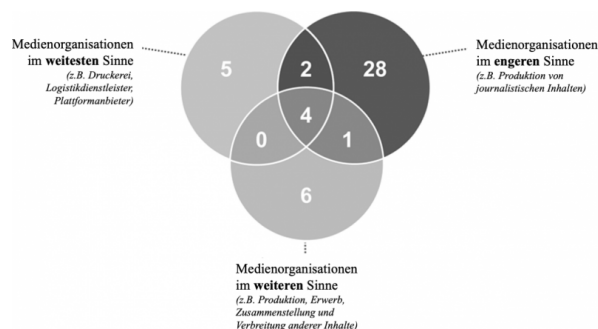 Medienorganisationen
im weitesten Sinne
(z.B. Druckerei,
Logistikdienstleister,
Plattformanbieter)
5
2
28
Medienorganisationen
im engeren Sinne
(z.B. Produktion von
journalistischen Inhalten)
4
0
1
6
Medienorganisationen
im weiteren Sinne
(z.B. Produktion, Erwerb,
Zusammenstellung und
Verbreitung anderer Inhalte)